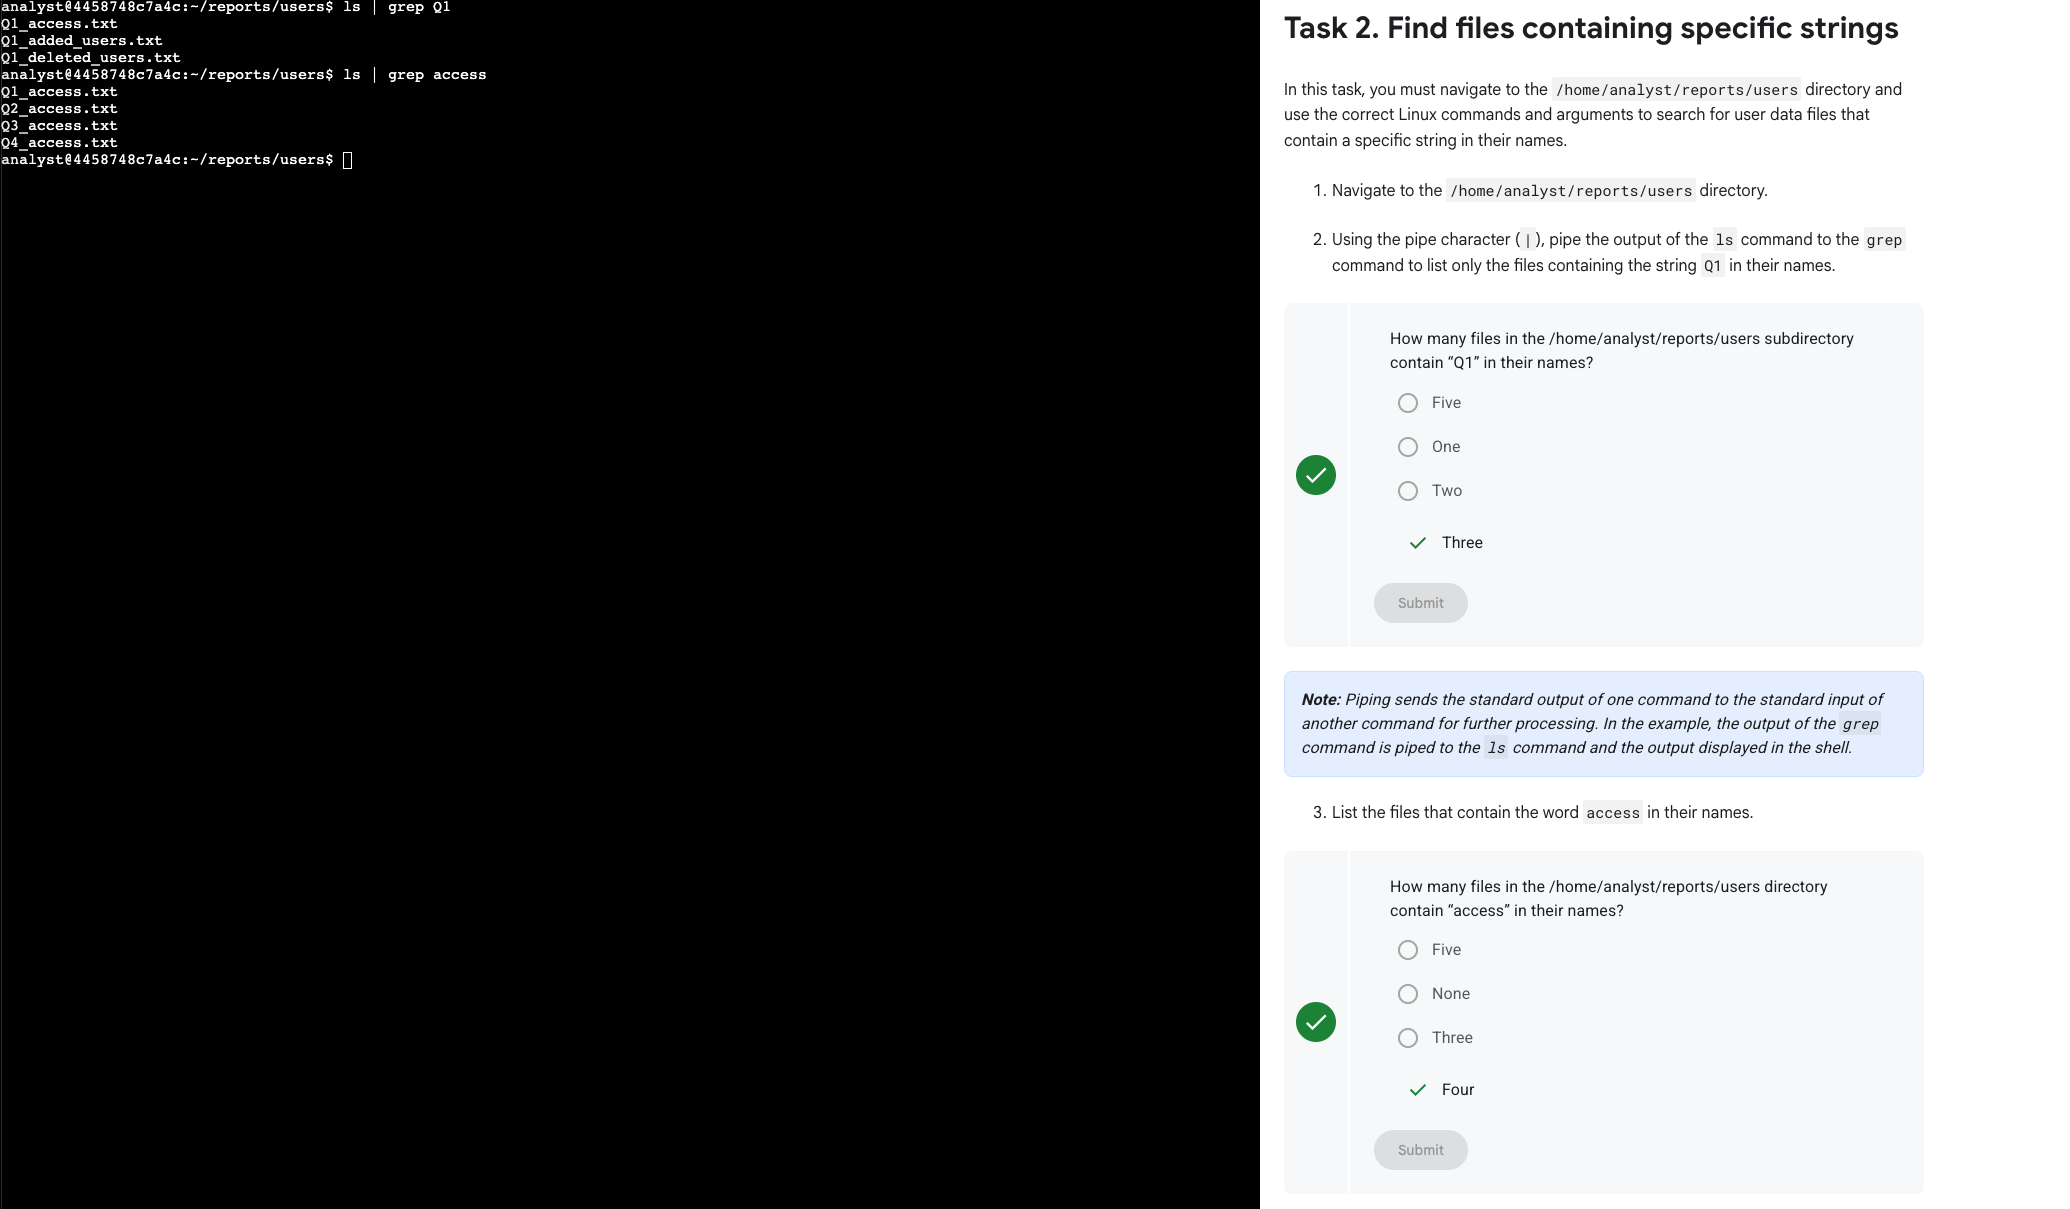 analyst@4458748c7a4c:~/reports/users$ ls | grep Q1
Q1_access.txt
Q1_added_users.txt
Q1_deleted_users.txt
analyst@4458748c7a4c:~/reports/users$ ls | grep access
Q1_access.txt
Q2_access.txt
Q3_access.txt
Q4_access.txt
analyst@4458748c7a4c:~/reports/users$
Task 2. Find files containing specific strings
In this task, you must navigate to the /home/analyst/reports/users directory and
use the correct Linux commands and arguments to search for user data files that
contain a specific string in their names.
1. Navigate to the /home/analyst/reports/users directory.
2. Using the pipe character (|), pipe the output of the ls command to the grep
command to list only the files containing the string Q1 in their names.
How many files in the /home/analyst/reports/users subdirectory
contain “Q1” in their names?
Five
One
Two
Three
Submit
Note: Piping sends the standard output of one command to the standard input of
another command for further processing. In the example, the output of the grep
command is piped to the ls command and the output displayed in the shell.
3. List the files that contain the word access in their names.
How many files in the /home/analyst/reports/users directory
contain “access” in their names?
Five
None
Three
Four
Submit